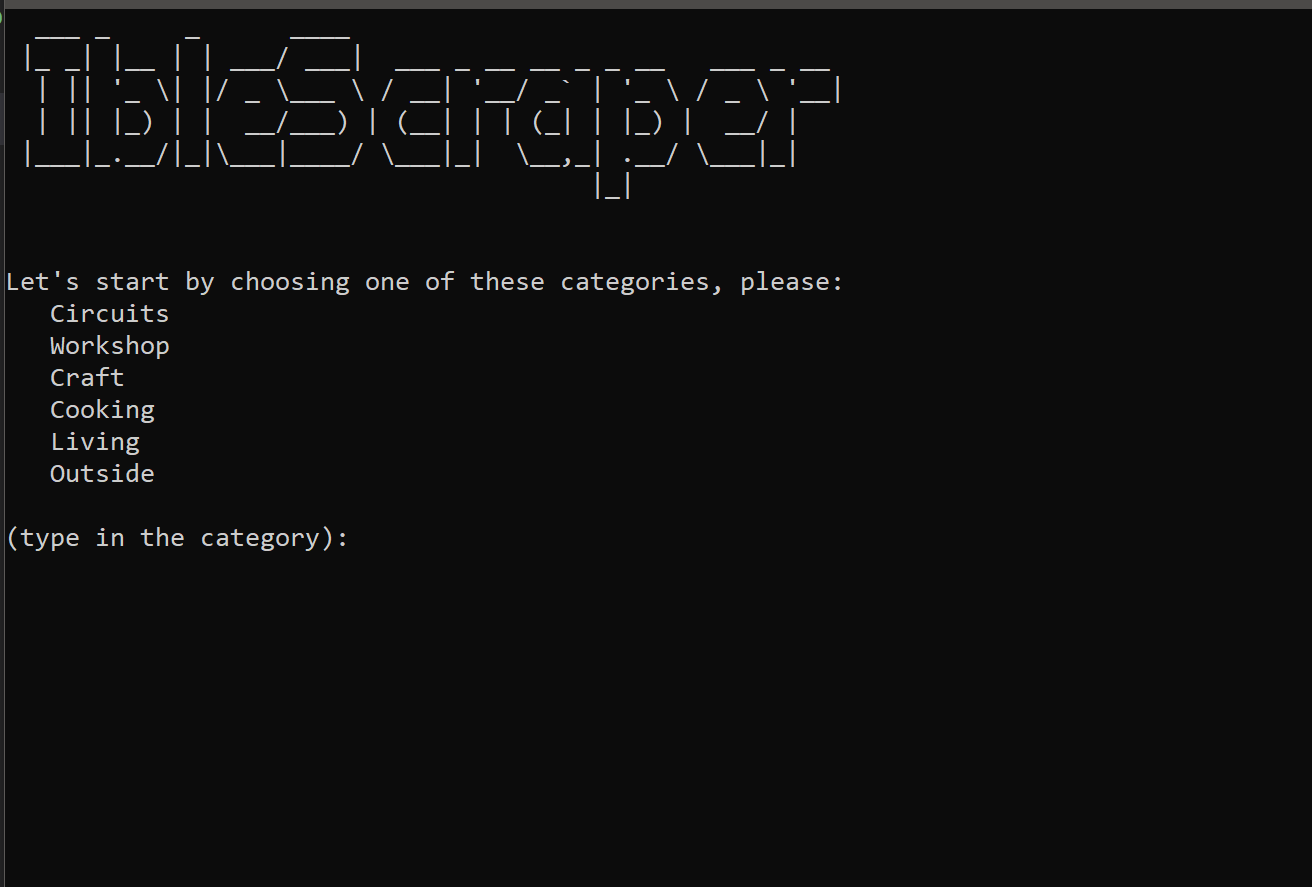 IbleScraper
Let's start by choosing one of these categories, please:
Circuits
Workshop
Craft
Cooking
Living
Outside
(type in the category):